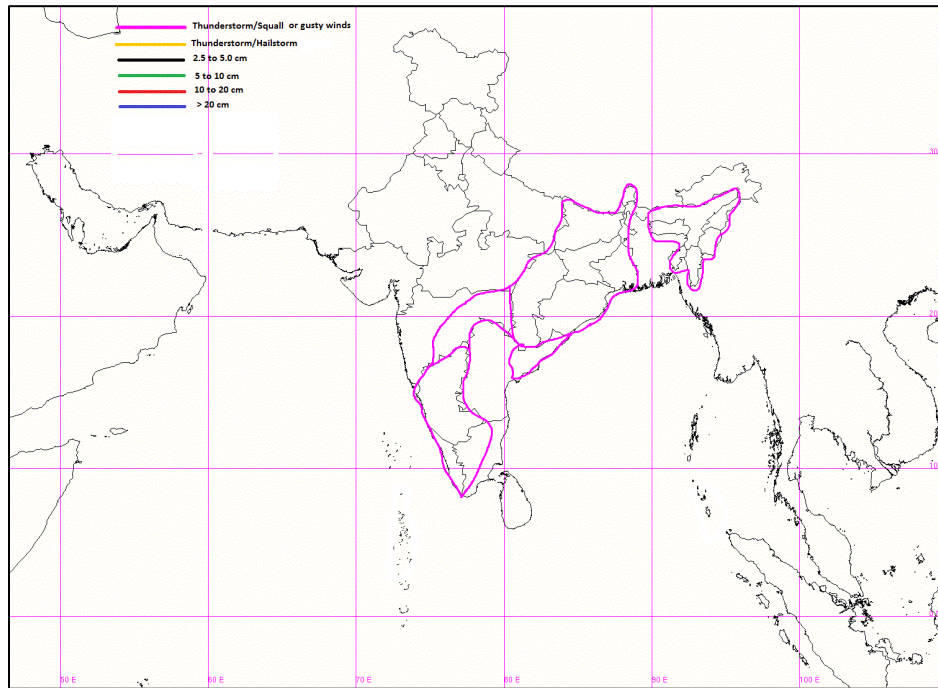 Thunderstorm/Squall or gusty winds
Thunderstorm/Hailstorm
2.5 to 5.0 cm
5 to 10 cm
10 to 20 cm
> 20 cm
30
20
10
50 E
60 E
70 E
80 E
90 E
100 E